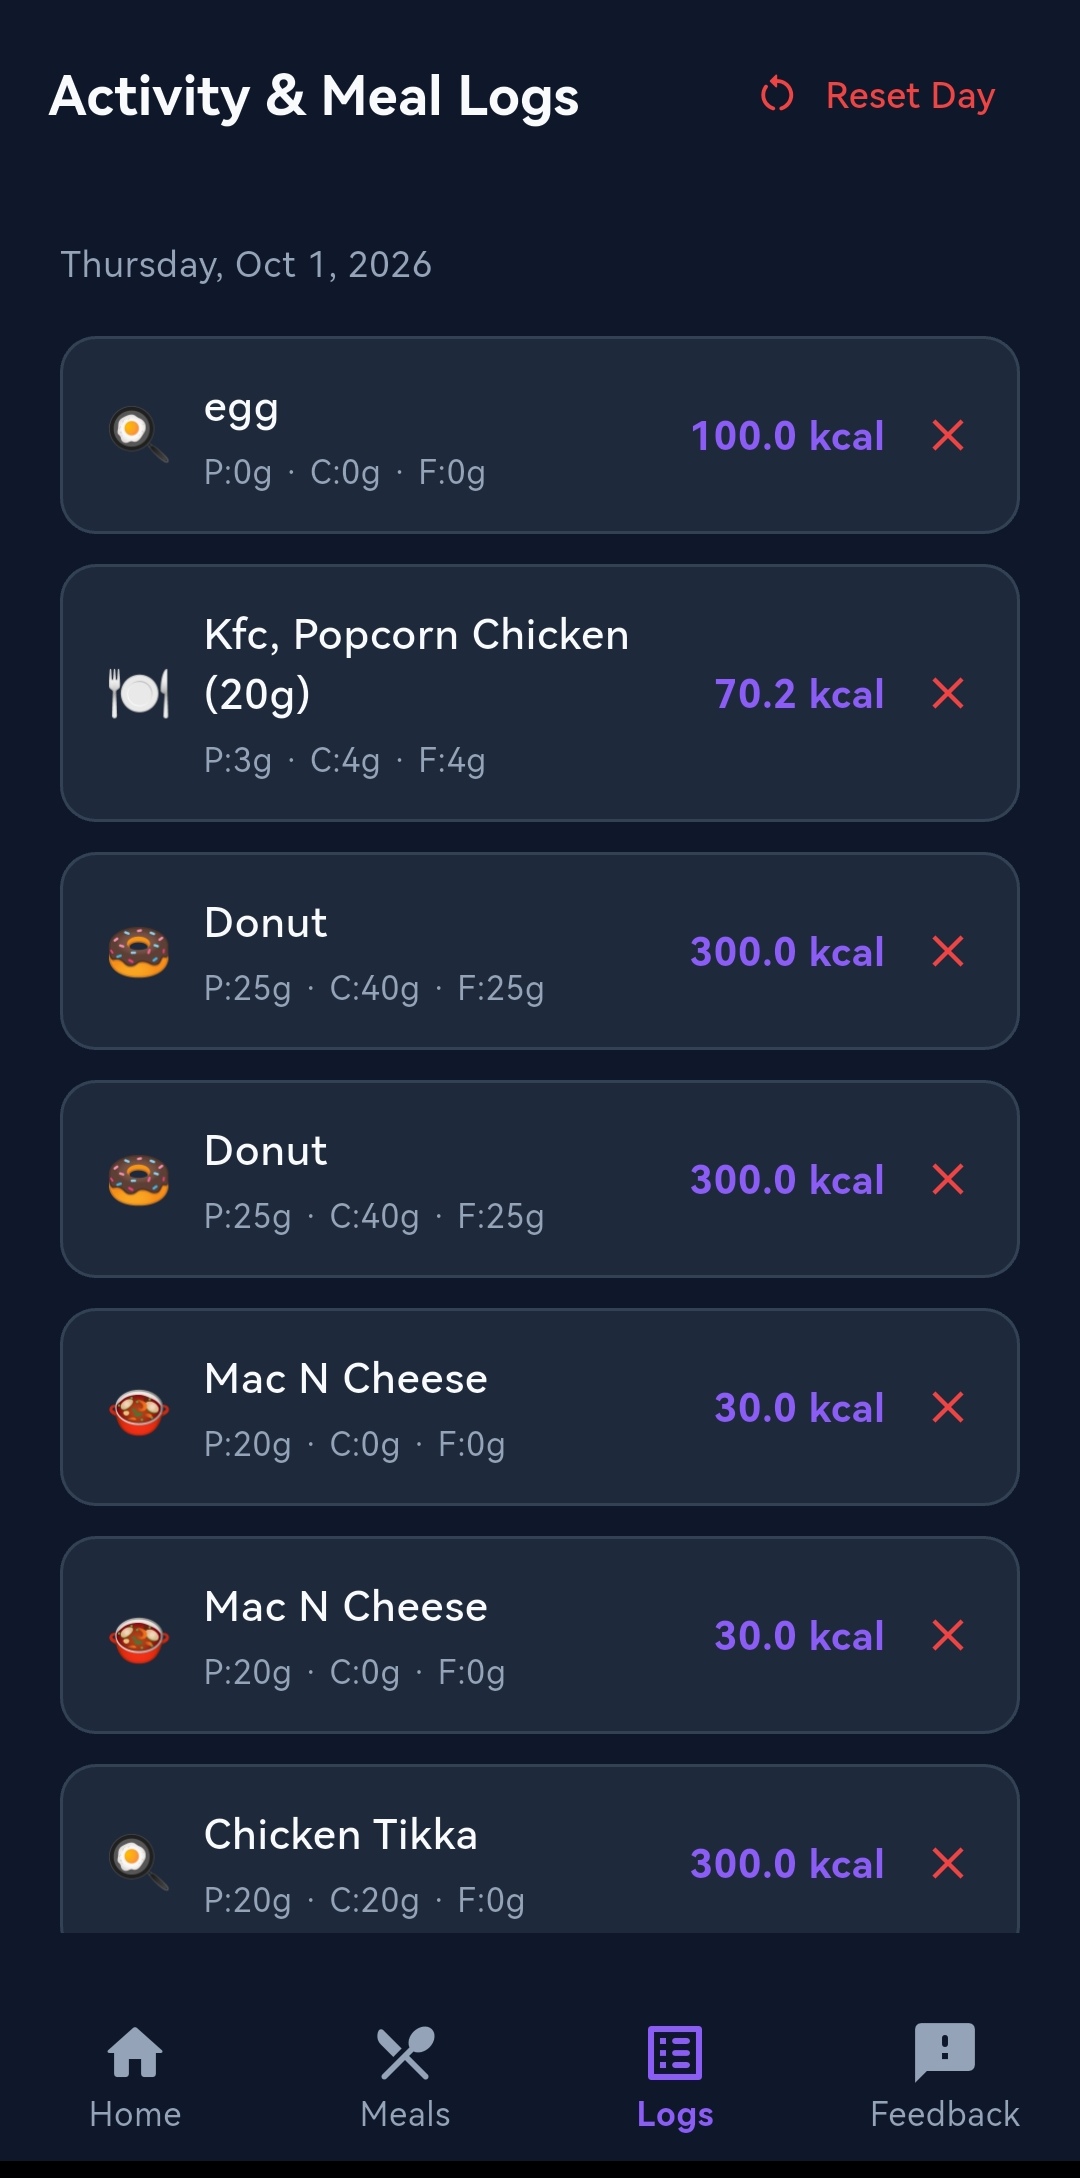 Activity & Meal Logs
Reset Day
Thursday, Oct 1, 2026
egg
P:0g · C:0g · F:0g
100.0 kcal
Kfc, Popcorn Chicken
(20g)
P:3g · C:4g · F:4g
70.2 kcal
Donut
P:25g · C:40g · F:25g
300.0 kcal
Donut
P:25g · C:40g · F:25g
300.0 kcal
Mac N Cheese
P:20g · C:0g · F:0g
30.0 kcal
Mac N Cheese
P:20g · C:0g · F:0g
30.0 kcal
Chicken Tikka
P:20g · C:20g · F:0g
300.0 kcal
Home
Meals
Logs
Feedback